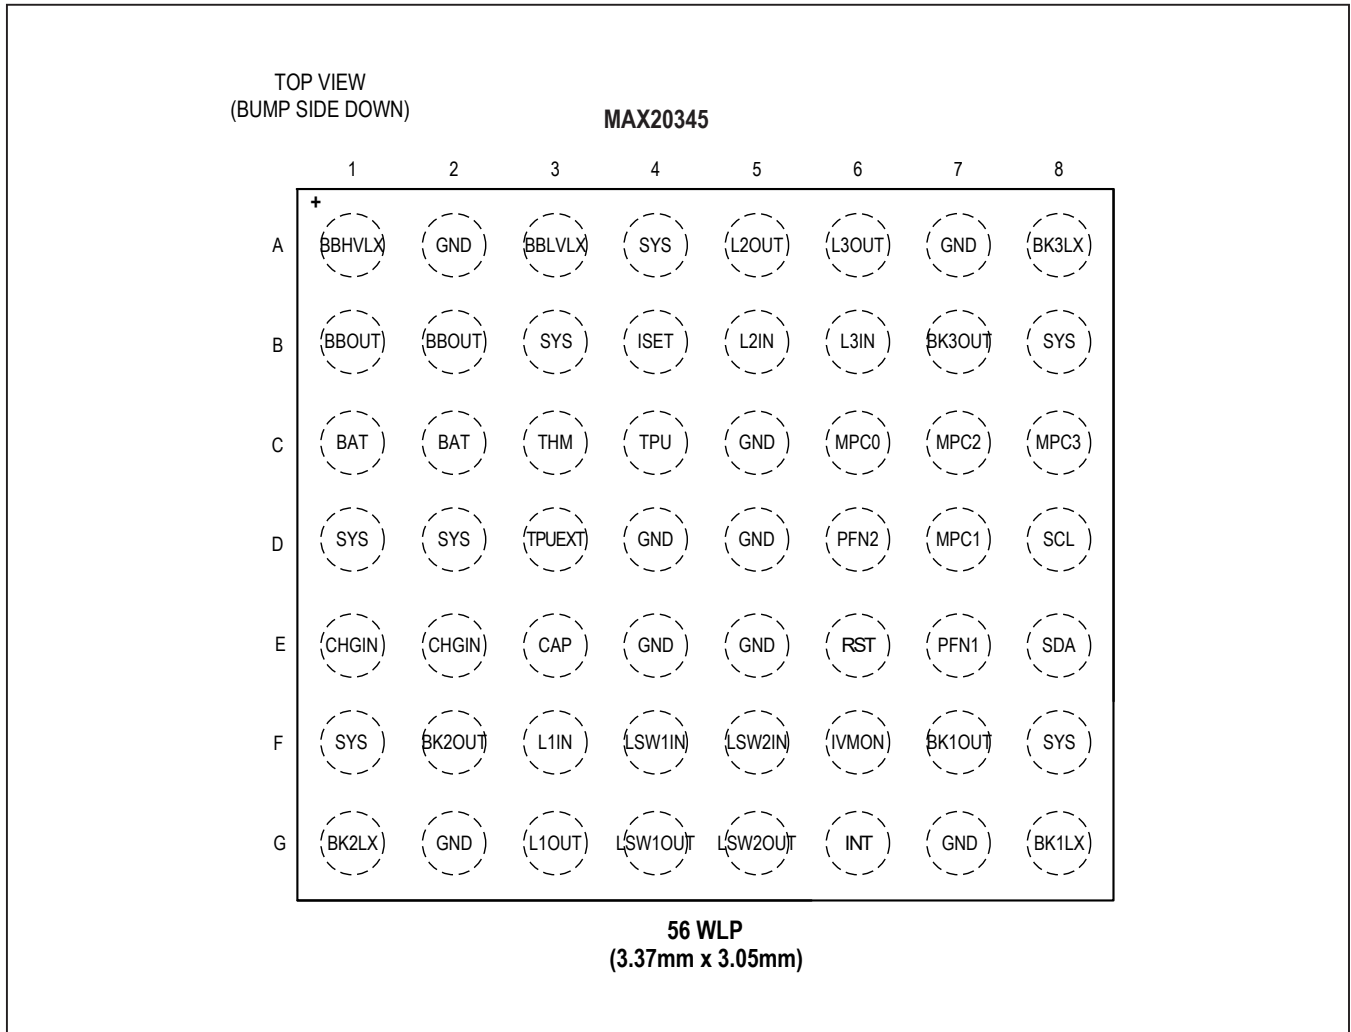 TOP VIEW
(BUMP SIDE DOWN)
MAX20345
1 2 3 4 5 6 7 8
+
A BBHVLX GND BBLVLX SYS L2OUT L3OUT GND BK3LX
B BBOUT BBOUT SYS ISET L2IN L3IN BK3OUT SYS
C BAT BAT THM TPU GND MPC0 MPC2 MPC3
D SYS SYS TPUEXT GND GND PFN2 MPC1 SCL
E CHGIN CHGIN CAP GND GND RST PFN1 SDA
F SYS BK2OUT L1IN LSW1IN LSW2IN IVMON BK1OUT SYS
G BK2LX GND L1OUT LSW1OUT LSW2OUT INT GND BK1LX
56 WLP
(3.37mm x 3.05mm)